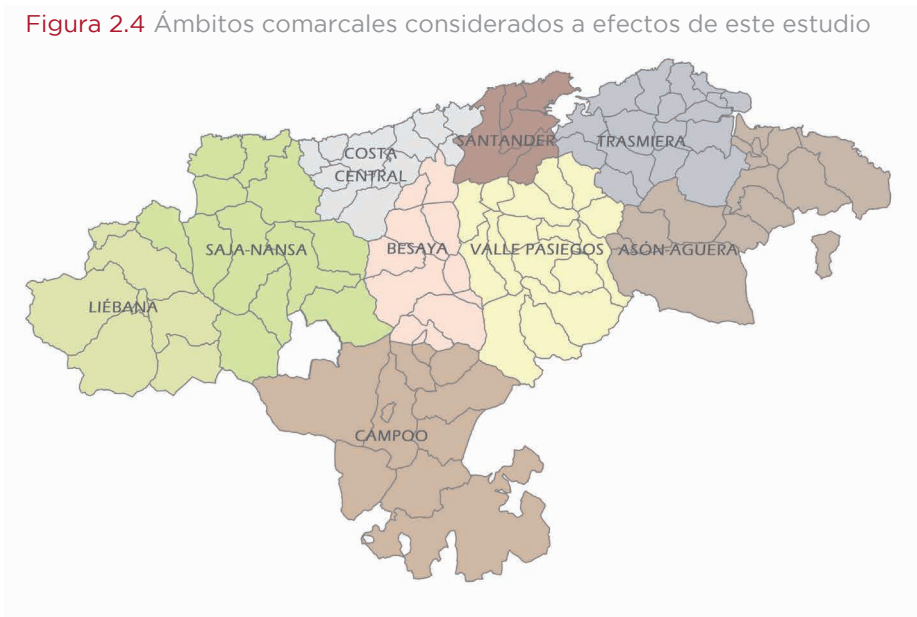 Figura 2.4 Ámbitos comarcales considerados a efectos de este estudio
SANTANDER
TRASMIERA
COSTA
CENTRAL
SAJA-NANSA
BESAYA
VALLE PASIEGOS
ASÓN-AGÜERA
LIÉBANA
CAMPOO